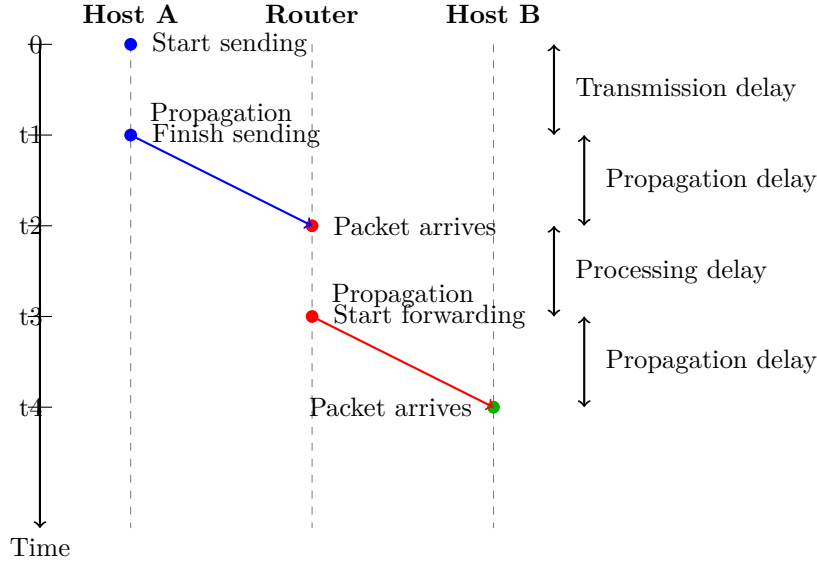 Host A
Router
Host B
0
Start sending
Transmission delay
Propagation
t1
Finish sending
Propagation delay
t2
Packet arrives
Processing delay
Propagation
t3
Start forwarding
Propagation delay
t4
Packet arrives
Time